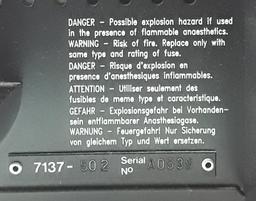 DANGER – Possible explosion hazard if used
in the presence of flammable anaesthetics.
WARNING – Risk of fire. Replace only with
same type and rating of fuse.
DANGER – Risque d'explosion en
presence d'anesthesiques inflammables.
ATTENTION – Utiliser seulement des
fusibles de meme type et caracteristique.
GEFAHR – Explosionsgefahr bei Vorhanden-
sein entflammbarer Anasthesiagase.
WARNUNG – Feuergefahr! Nur Sicherung
von gleichem Typ und Wert ersetzen.
7137- 502 Serial
No